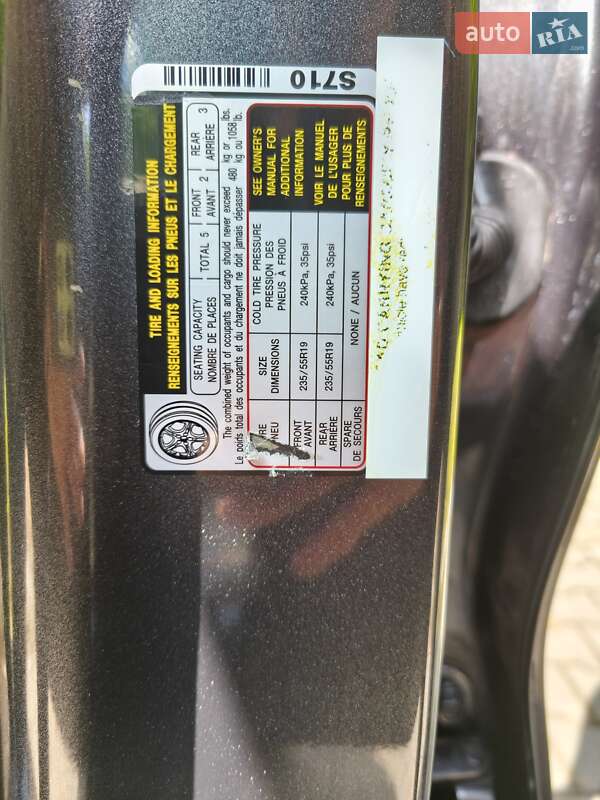 auto RIA .com
S710
TIRE AND LOADING INFORMATION
RENSEIGNEMENTS SUR LES PNEUS ET LE CHARGEMENT
SEATING CAPACITY
NOMBRE DE PLACES
TOTAL 5
FRONT
AVANT
2
REAR
ARRIÈRE
3
The combined weight of occupants and cargo should never exceed
Le poids total des occupants et du chargement ne doit jamais dépasser
480
kg or 1058 lbs.
kg ou lb.
SIZE
DIMENSIONS
COLD TIRE PRESSURE
PRESSION DES
PNEUS À FROID
SEE OWNER'S
MANUAL FOR
ADDITIONAL
INFORMATION
VOIR LE MANUEL
DE L'USAGER
POUR PLUS DE
RENSEIGNEMENTS
FRONT
AVANT
235/55R19
240kPa, 35psi
REAR
ARRIÈRE
235/55R19
240kPa, 35psi
SPARE
DE SECOURS
NONE / AUCUN